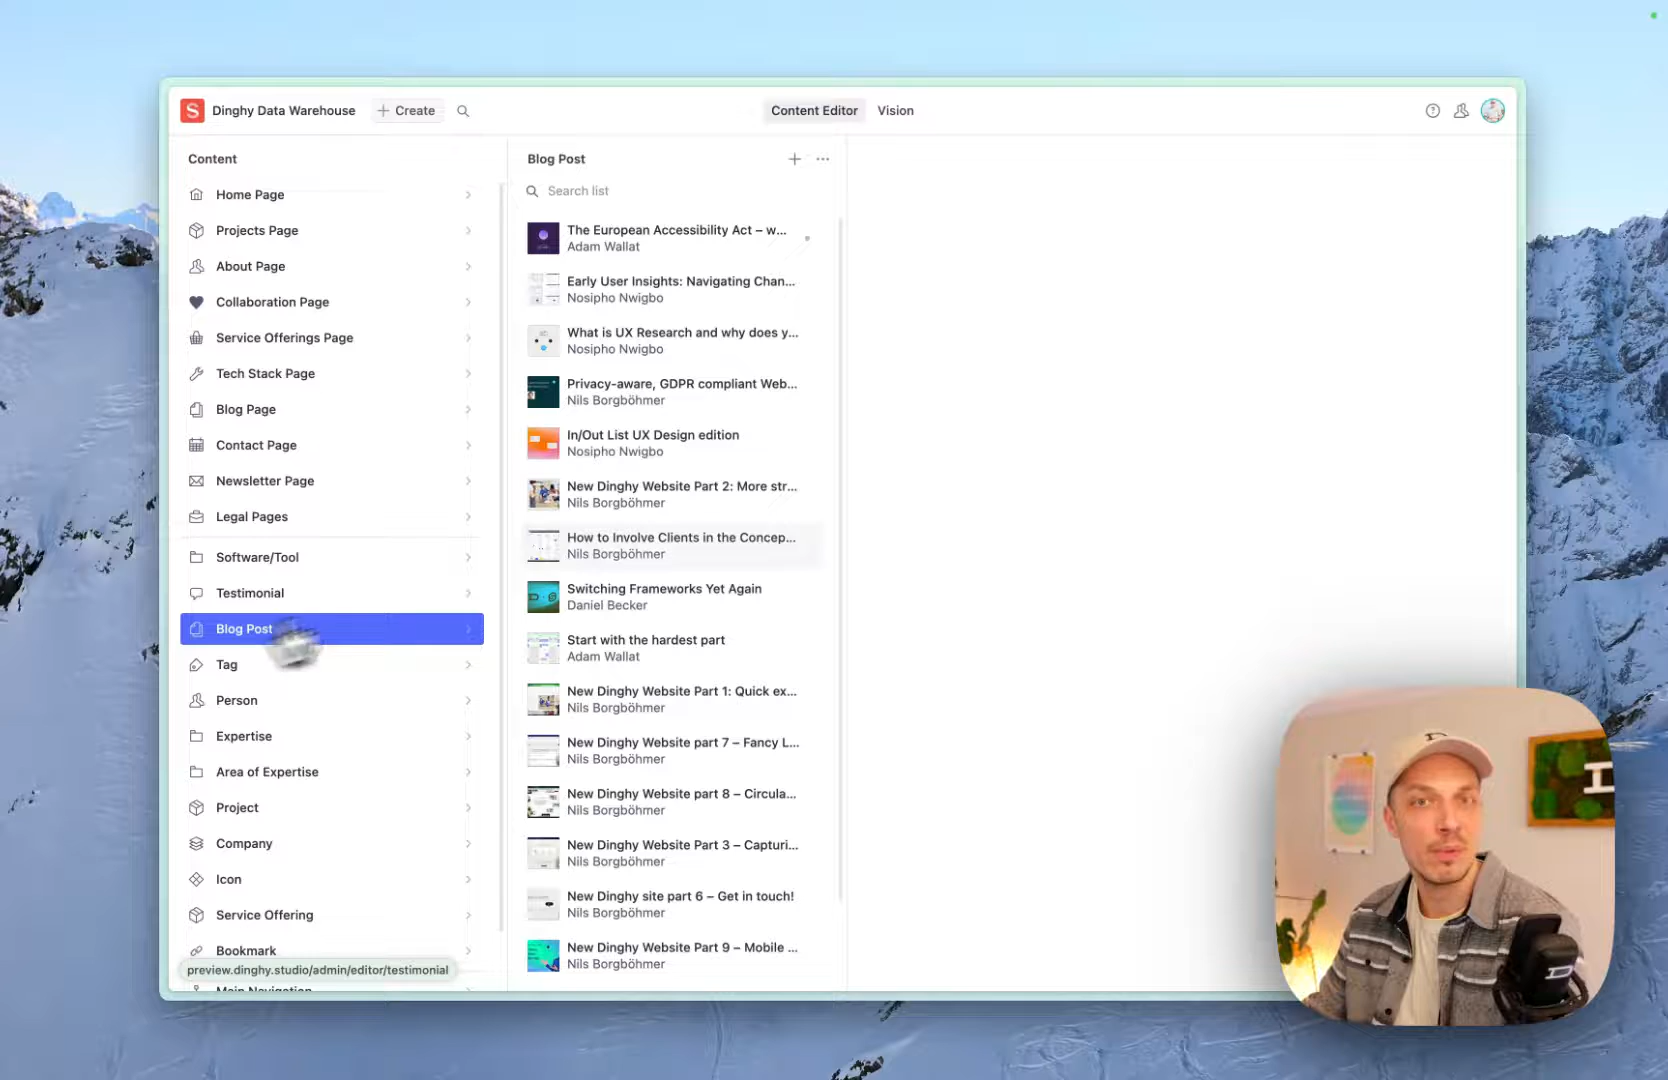 S Dinghy Data Warehouse
Create
Content Editor
Vision
Content
Home Page
Projects Page
About Page
Collaboration Page
Service Offerings Page
Tech Stack Page
Blog Page
Contact Page
Newsletter Page
Legal Pages
Software/Tool
Testimonial
Blog Post
Tag
Person
Expertise
Area of Expertise
Project
Company
Icon
Service Offering
Bookmark
Main Navigation
preview.dinghy.studio/admin/editor/testimonial
Blog Post
Search list
The European Accessibility Act – w...
Adam Wallat
Early User Insights: Navigating Chan...
Nosipho Nwigbo
What is UX Research and why does y...
Nosipho Nwigbo
Privacy-aware, GDPR compliant Web...
Nils Borgböhmer
In/Out List UX Design edition
Nosipho Nwigbo
New Dinghy Website Part 2: More str...
Nils Borgböhmer
How to Involve Clients in the Concep...
Nils Borgböhmer
Switching Frameworks Yet Again
Daniel Becker
Start with the hardest part
Adam Wallat
New Dinghy Website Part 1: Quick ex...
Nils Borgböhmer
New Dinghy Website part 7 – Fancy L...
Nils Borgböhmer
New Dinghy Website part 8 – Circula...
Nils Borgböhmer
New Dinghy Website Part 3 – Capturi...
Nils Borgböhmer
New Dinghy site part 6 – Get in touch!
Nils Borgböhmer
New Dinghy Website Part 9 – Mobile ...
Nils Borgböhmer